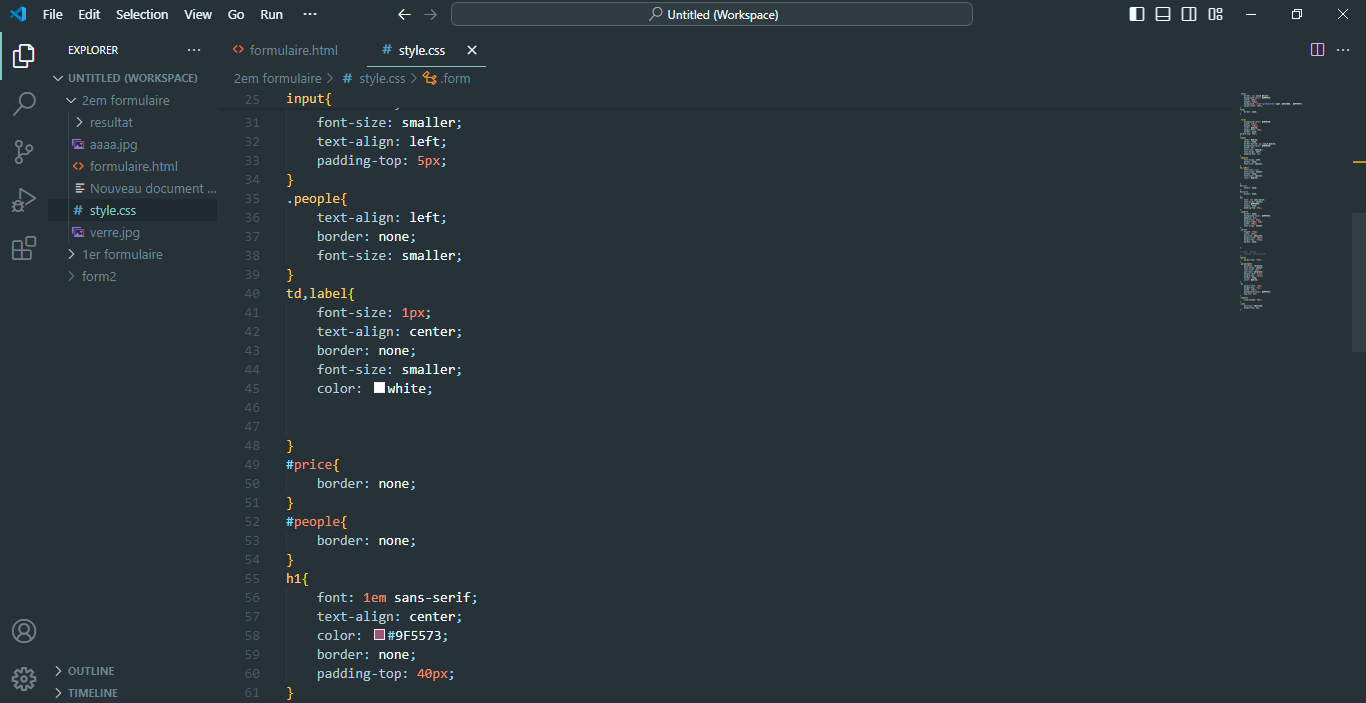 File Edit Selection View Go Run ··· Untitled (Workspace)
EXPLORER ···
formulaire.html
# style.css
UNTITLED (WORKSPACE)
2em formulaire
resultat
aaaa.jpg
formulaire.html
Nouveau document ...
# style.css
verre.jpg
1er formulaire
form2
OUTLINE
TIMELINE
2em formulaire > # style.css > .form
25 input{
31 font-size: smaller;
32 text-align: left;
33 padding-top: 5px;
34 }
35 .people{
36 text-align: left;
37 border: none;
38 font-size: smaller;
39 }
40 td,label{
41 font-size: 1px;
42 text-align: center;
43 border: none;
44 font-size: smaller;
45 color: white;
46
47
48 }
49 #price{
50 border: none;
51 }
52 #people{
53 border: none;
54 }
55 h1{
56 font: 1em sans-serif;
57 text-align: center;
58 color: #9F5573;
59 border: none;
60 padding-top: 40px;
61 }